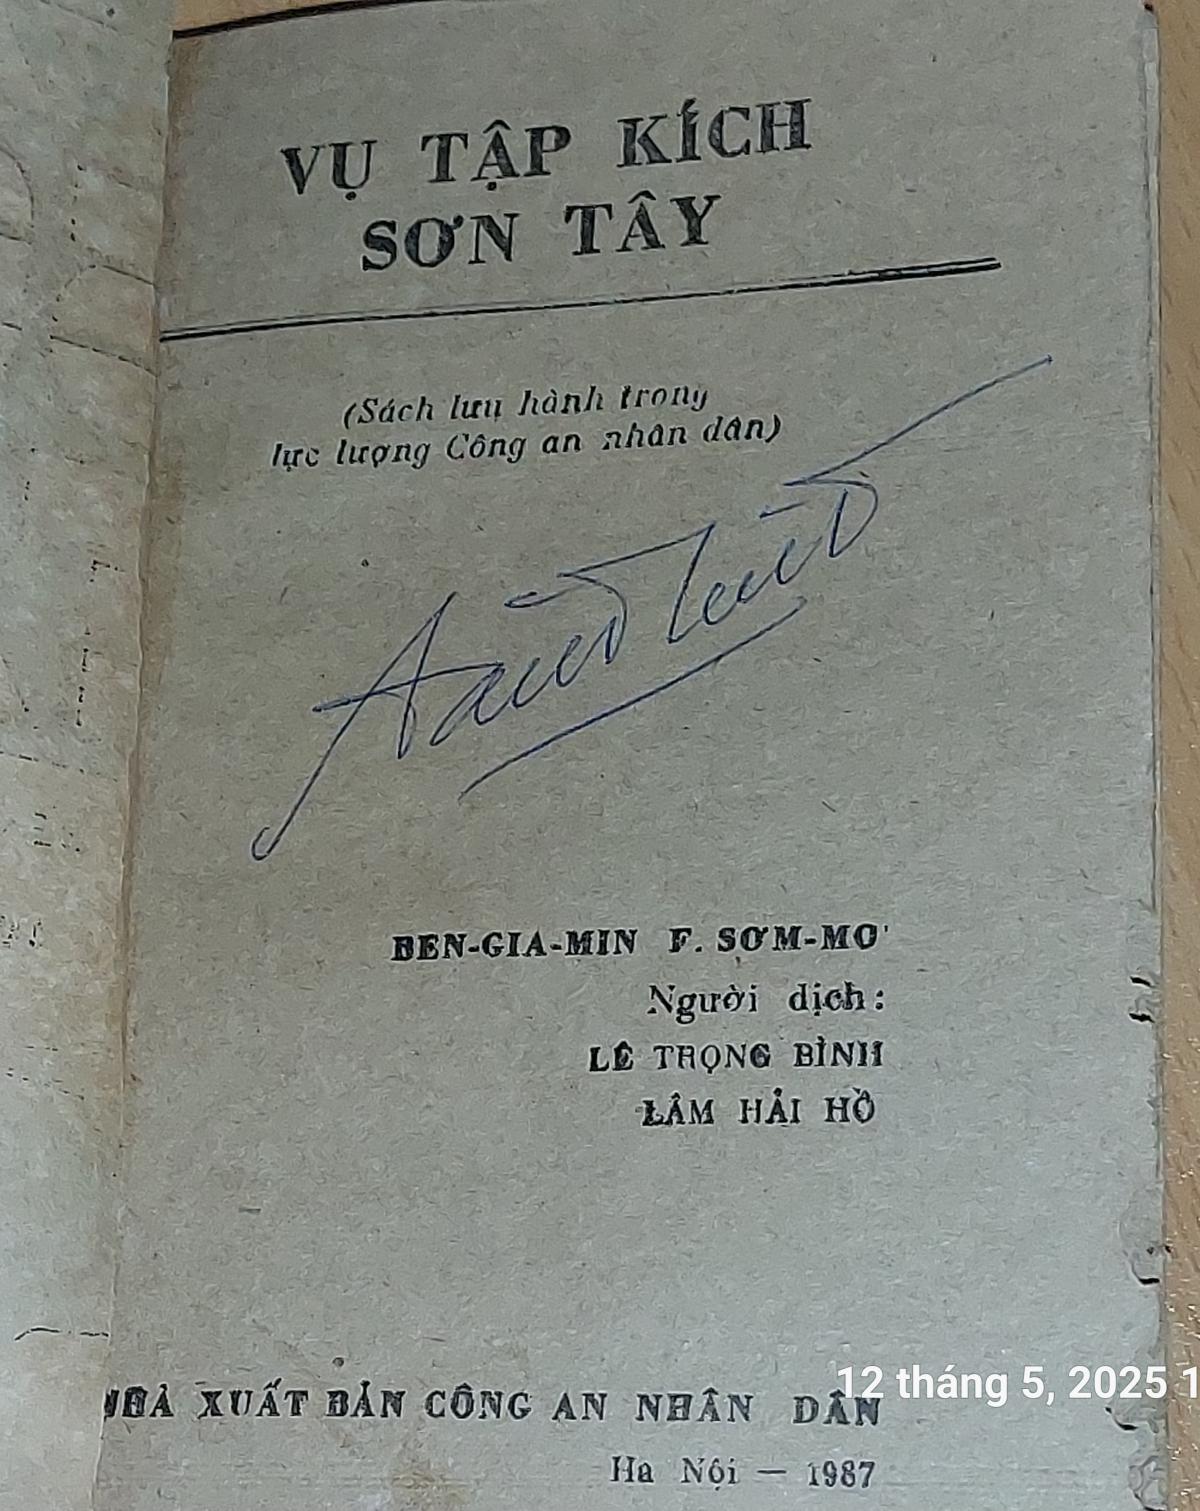 VỤ TẬP KÍCH
SƠN TÂY
(Sách lưu hành trong
lực lượng Công an nhân dân)
BEN-GIA-MIN F. SƠM-MƠ
Người dịch:
LÊ TRỌNG BÌNH
LÂM HẢI HỒ
NHÀ XUẤT BẢN CÔNG AN NHÂN DÂN
Ha Nội — 1987
12 tháng 5, 2025 1